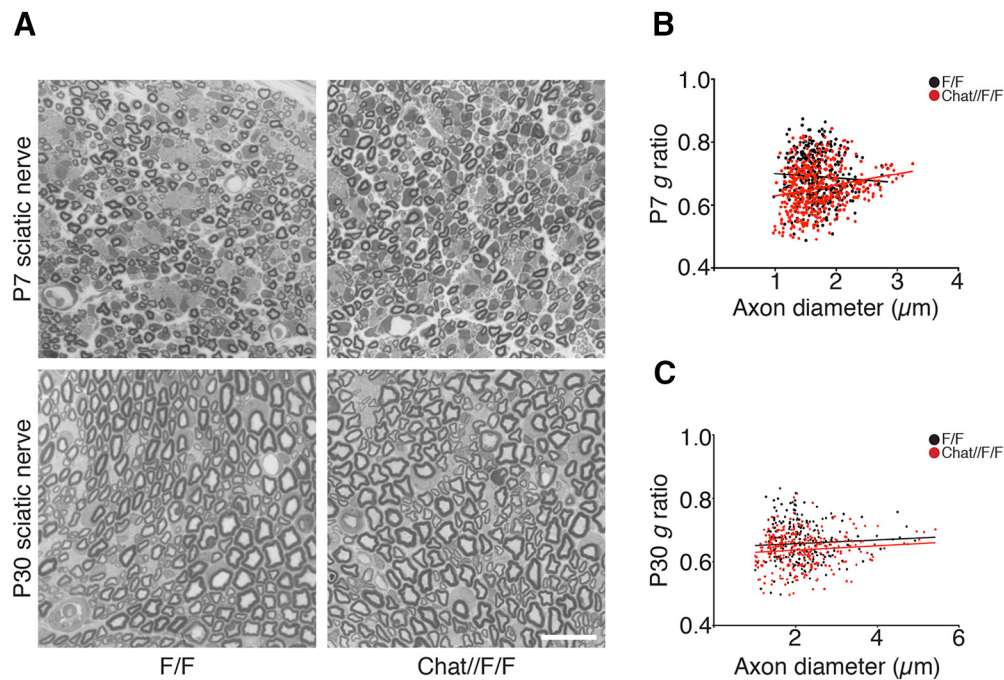 A
P7 sciatic nerve
P30 sciatic nerve
F/F
Chat//F/F
B
P7 g ratio
1.0
0.8
0.6
0.4
1 2 3 4
Axon diameter (µm)
F/F
Chat//F/F
C
P30 g ratio
1.0
0.8
0.6
0.4
2 4 6
Axon diameter (µm)
F/F
Chat//F/F